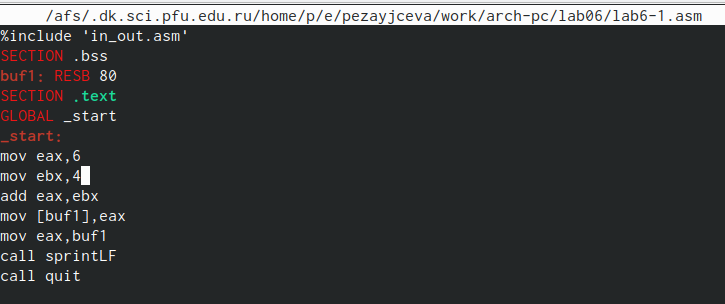 /afs/.dk.sci.pfu.edu.ru/home/p/e/pezayjceva/work/arch-pc/lab06/lab6-1.asm
%include 'in_out.asm'
SECTION .bss
buf1: RESB 80
SECTION .text
GLOBAL _start
_start:
mov eax,6
mov ebx,4
add eax,ebx
mov [buf1],eax
mov eax,buf1
call sprintLF
call quit